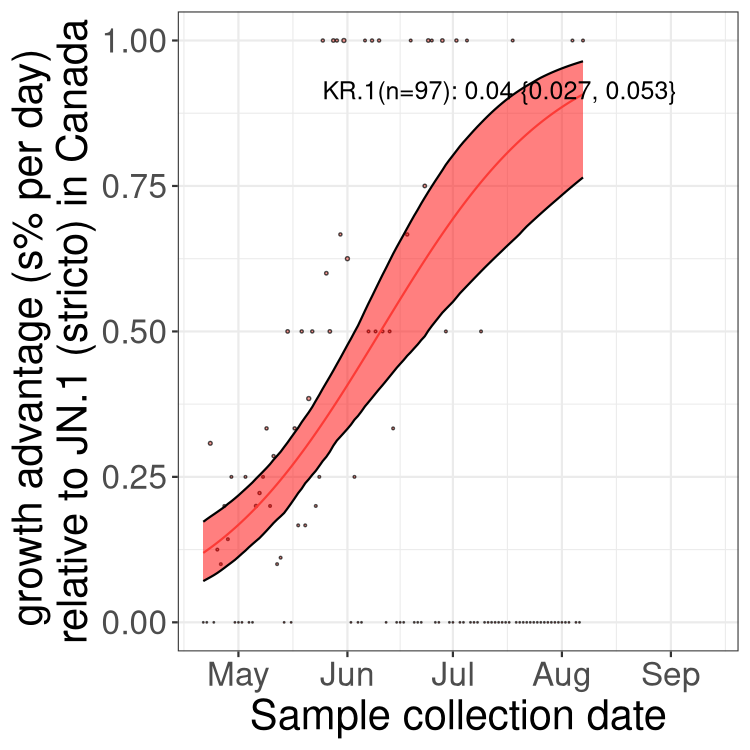 growth advantage (s% per day)
relative to JN.1 (stricto) in Canada
1.00
0.75
0.50
0.25
0.00
KR.1(n=97): 0.04 {0.027, 0.053}
May Jun Jul Aug Sep
Sample collection date